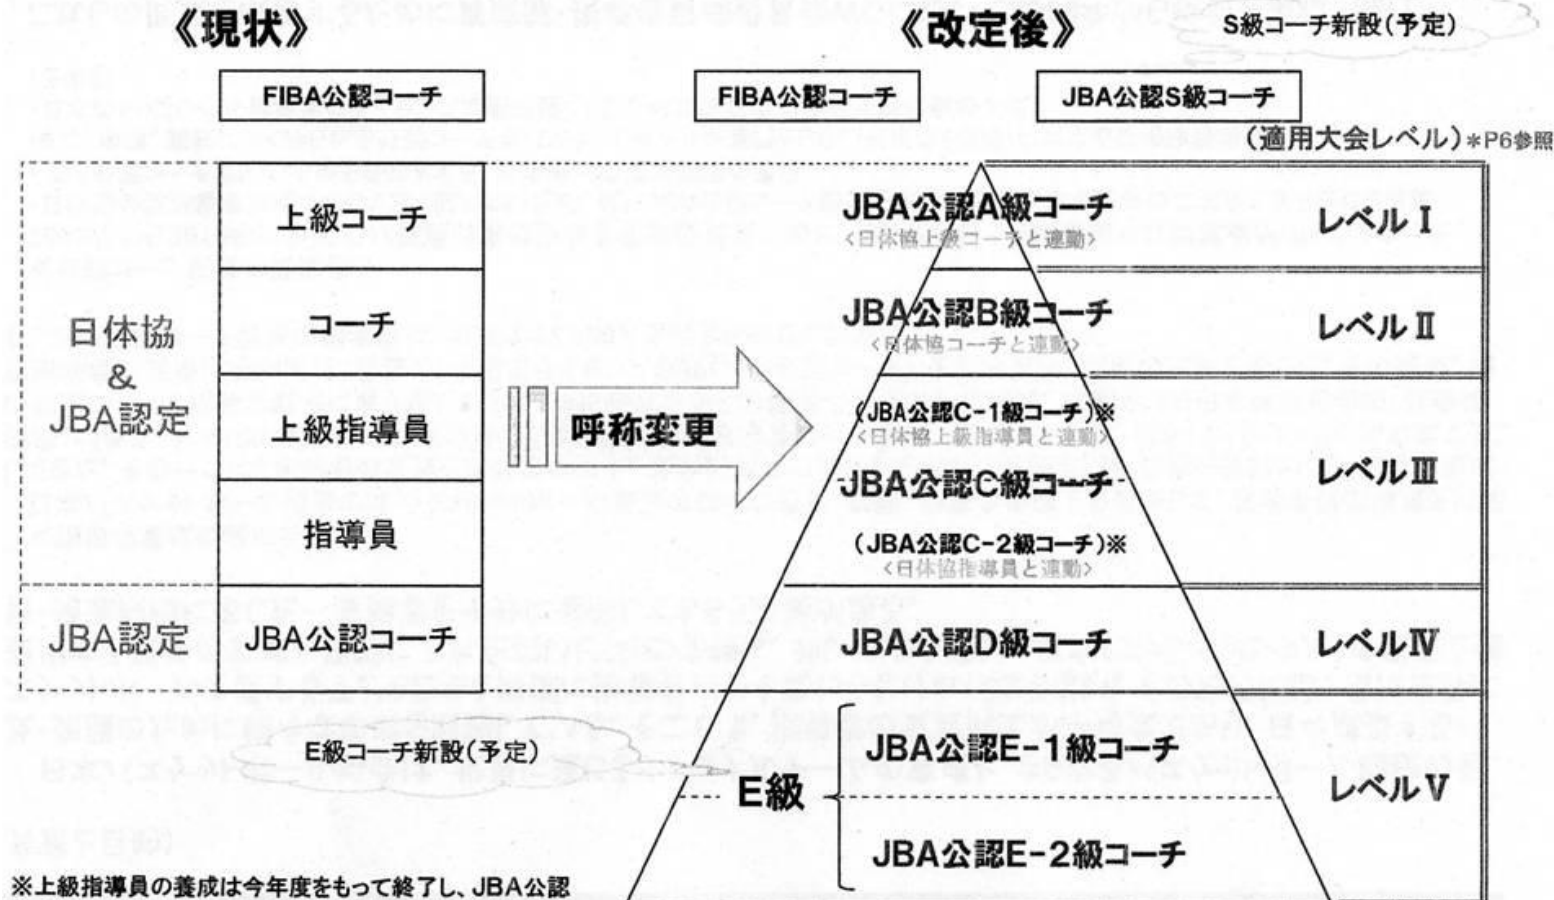 《現状》
《改定後》
S級コーチ新設(予定)
FIBA公認コーチ
FIBA公認コーチ
JBA公認S級コーチ
(適用大会レベル)*P6参照
日体協
&
JBA認定
上級コーチ
コーチ
上級指導員
指導員
JBA認定
JBA公認コーチ
呼称変更
JBA公認A級コーチ
<日体協上級コーチと連動>
レベルⅠ
JBA公認B級コーチ
<日体協コーチと連動>
レベルⅡ
(JBA公認C-1級コーチ)※
<日体協上級指導員と連動>
JBA公認C級コーチ
レベルⅢ
(JBA公認C-2級コーチ)※
<日体協指導員と連動>
JBA公認D級コーチ
レベルⅣ
E級コーチ新設(予定)
E級
JBA公認E-1級コーチ
JBA公認E-2級コーチ
レベルⅤ
※上級指導員の養成は今年度をもって終了し、JBA公認